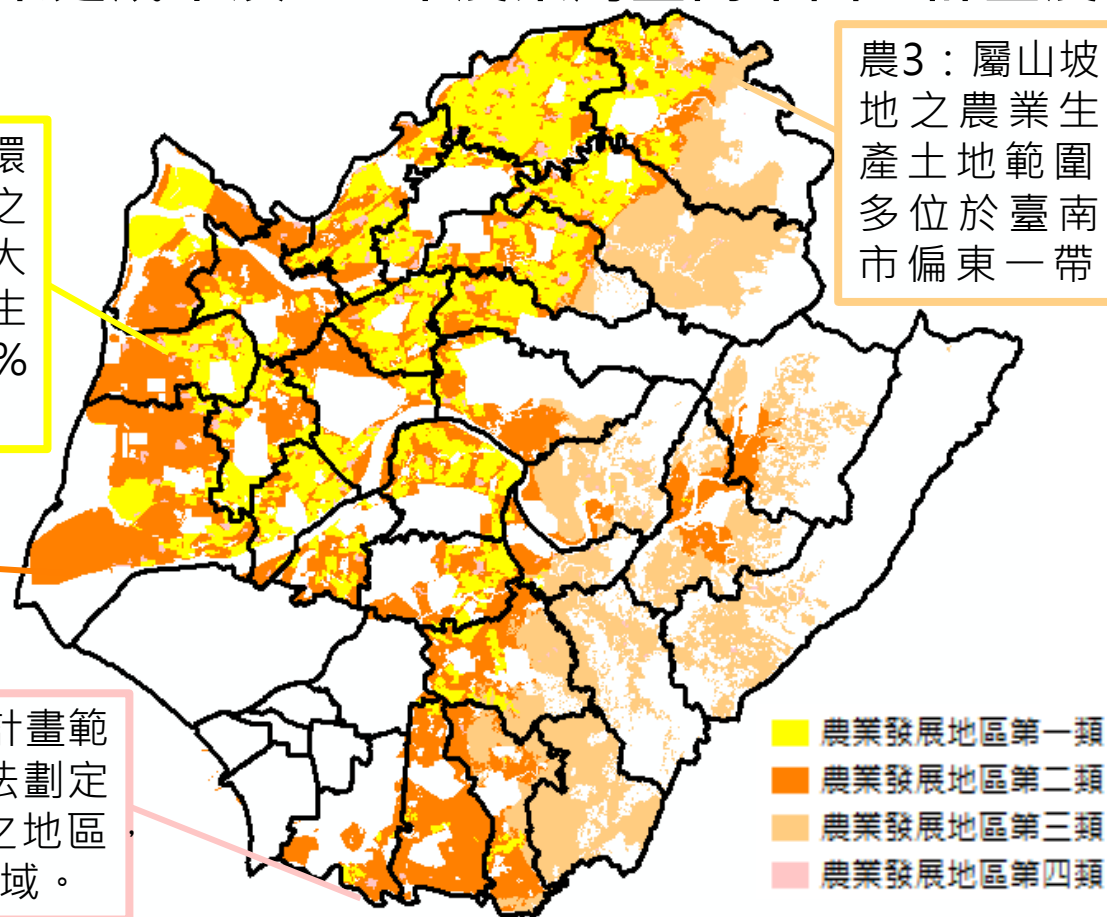 農3：屬山坡
地之農業生
產土地範圍
多位於臺南
市偏東一帶
環
之
大
生
%
計畫範
法劃定
之地區，
域。
農業發展地區第一類
農業發展地區第二類
農業發展地區第三類
農業發展地區第四類